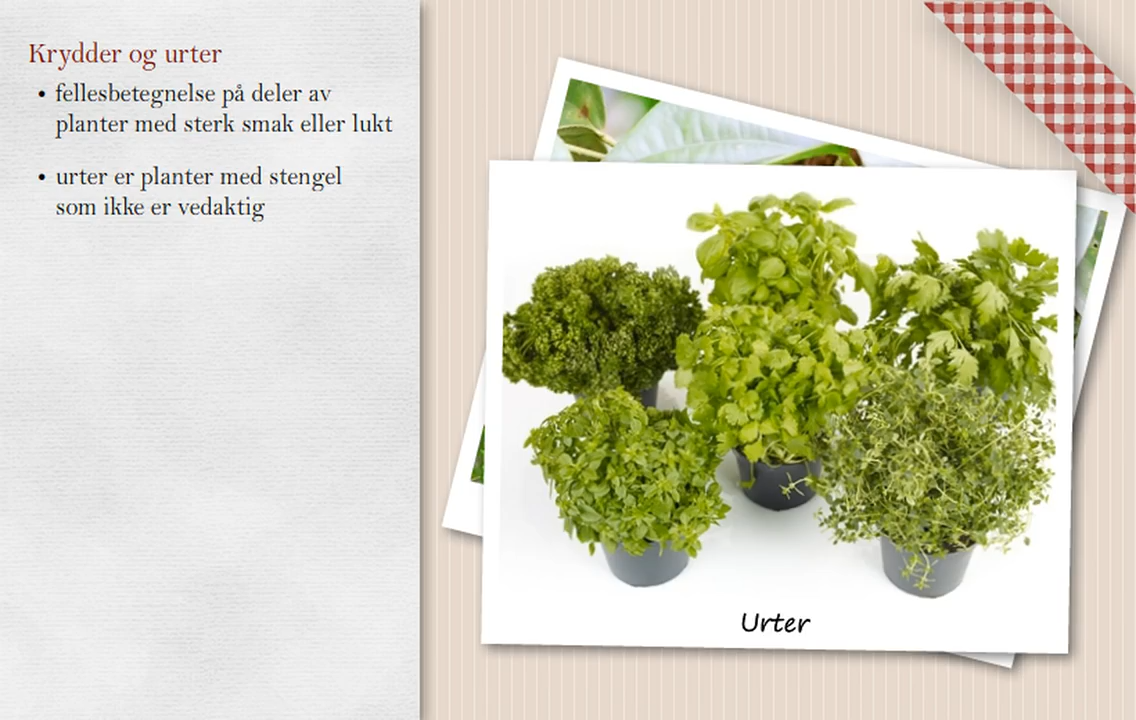 Krydder og urter
• fellesbetegnelse på deler av
planter med sterk smak eller lukt
• urter er planter med stengel
som ikke er vedaktig
Urter